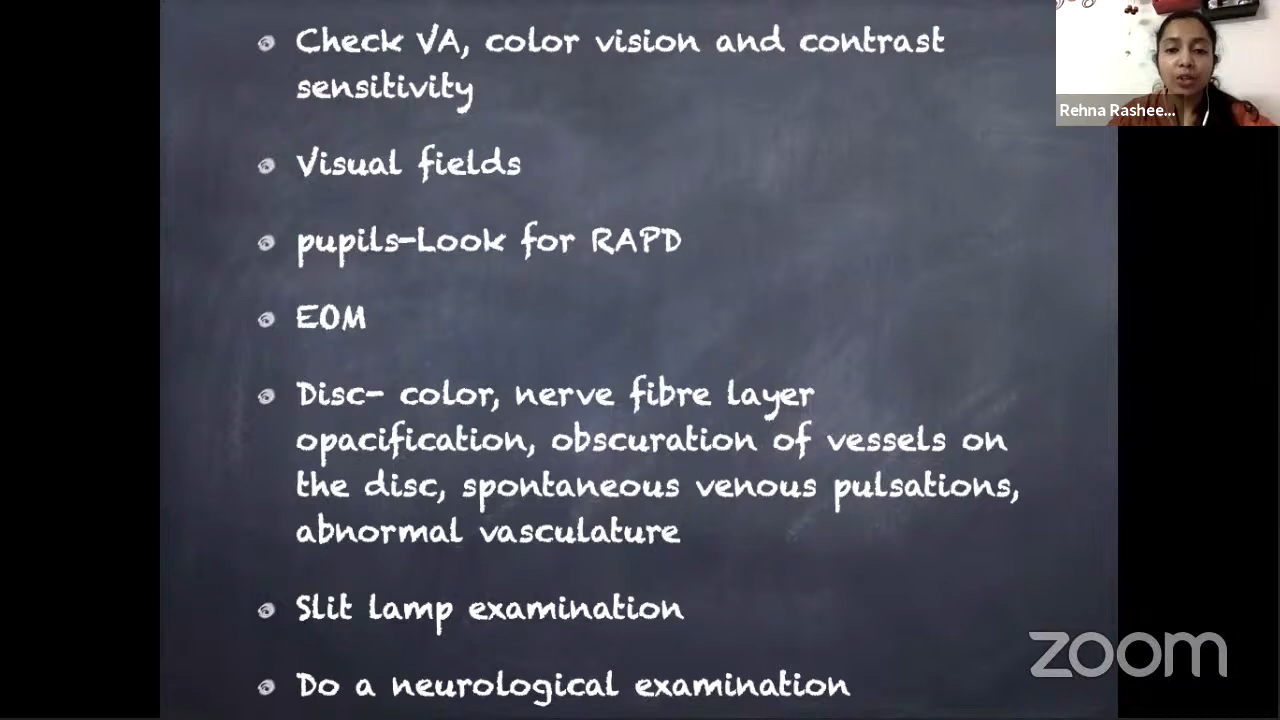 Check VA, color vision and contrast
sensitivity
Visual fields
pupils-Look for RAPD
EOM
Disc- color, nerve fibre layer
opacification, obscuration of vessels on
the disc, spontaneous venous pulsations,
abnormal vasculature
Slit lamp examination
Do a neurological examination
Rehna Rashee...
zoom